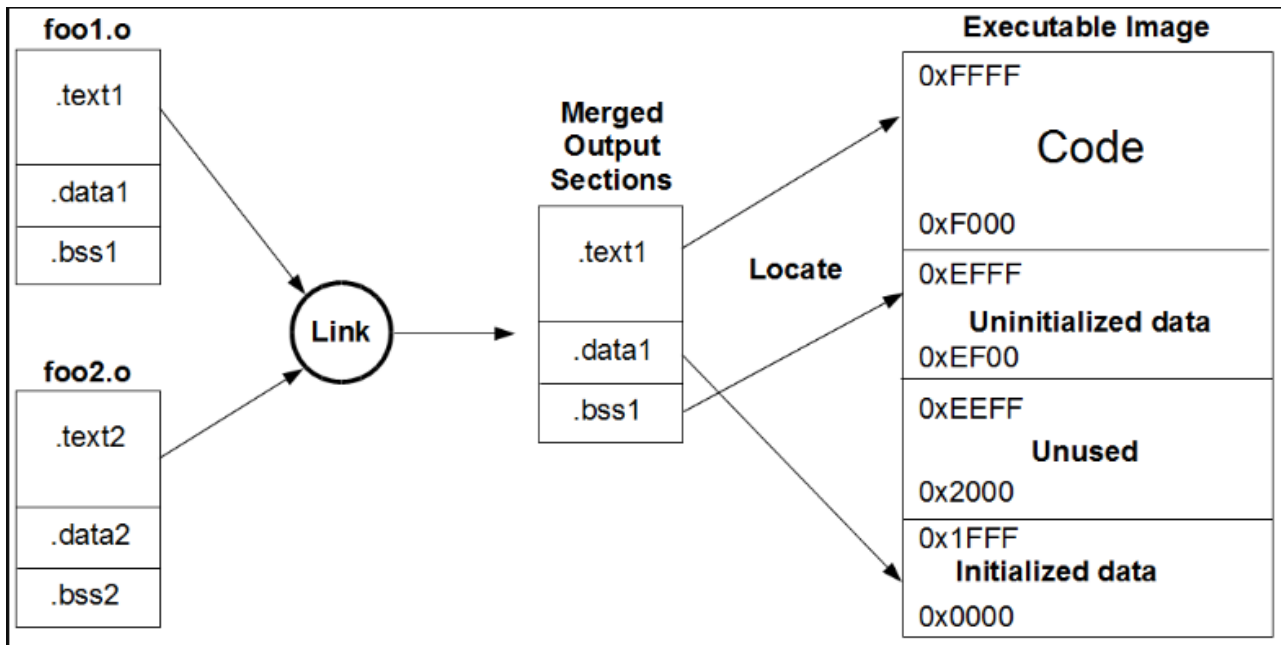 foo1.o
.text1
.data1
.bss1
foo2.o
.text2
.data2
.bss2
Link
Merged
Output
Sections
.text1
.data1
.bss1
Locate
Executable Image
0xFFFF
Code
0xF000
0xEFFF
Uninitialized data
0xEF00
0xEEFF
Unused
0x2000
0x1FFF
Initialized data
0x0000